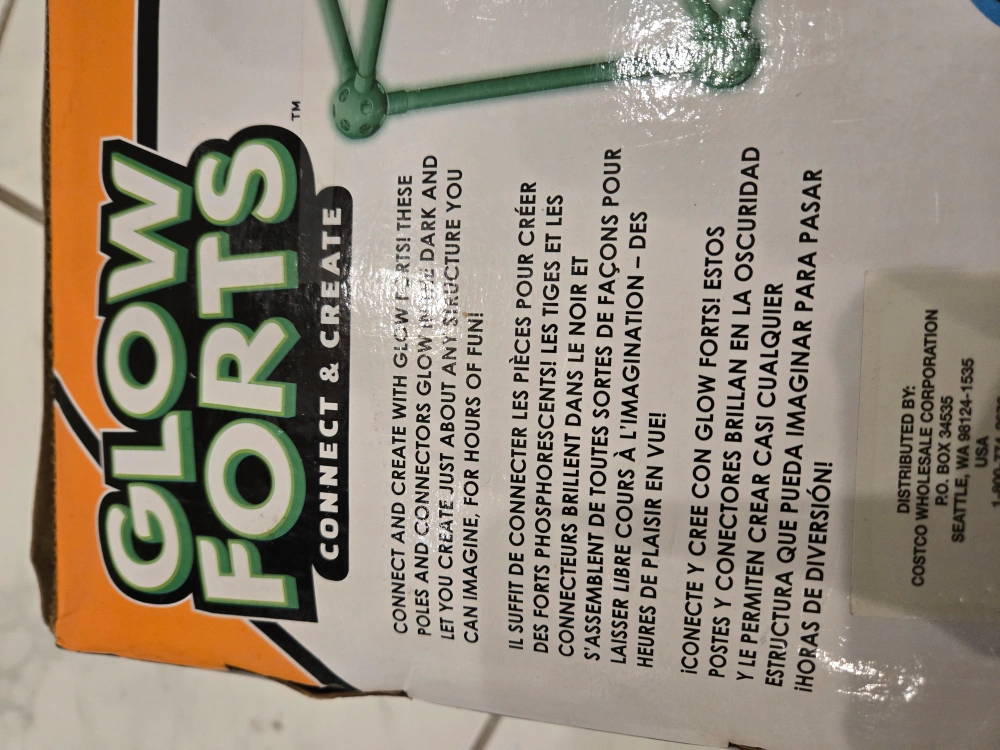 GLOW
FORTS™
CONNECT & CREATE
CONNECT AND CREATE WITH GLOW FORTS! THESE
POLES AND CONNECTORS GLOW IN THE DARK AND
LET YOU CREATE JUST ABOUT ANY STRUCTURE YOU
CAN IMAGINE, FOR HOURS OF FUN!
IL SUFFIT DE CONNECTER LES PIÈCES POUR CRÉER
DES FORTS PHOSPHORESCENTS! LES TIGES ET LES
CONNECTEURS BRILLENT DANS LE NOIR ET
S'ASSEMBLENT DE TOUTES SORTES DE FAÇONS POUR
LAISSER LIBRE COURS À L'IMAGINATION – DES
HEURES DE PLAISIR EN VUE!
¡CONECTE Y CREE CON GLOW FORTS! ESTOS
POSTES Y CONECTORES BRILLAN EN LA OSCURIDAD
Y LE PERMITEN CREAR CASI CUALQUIER
ESTRUCTURA QUE PUEDA IMAGINAR PARA PASAR
¡HORAS DE DIVERSIÓN!
DISTRIBUTED BY:
COSTCO WHOLESALE CORPORATION
P.O. BOX 34535
SEATTLE, WA 98124-1535
USA